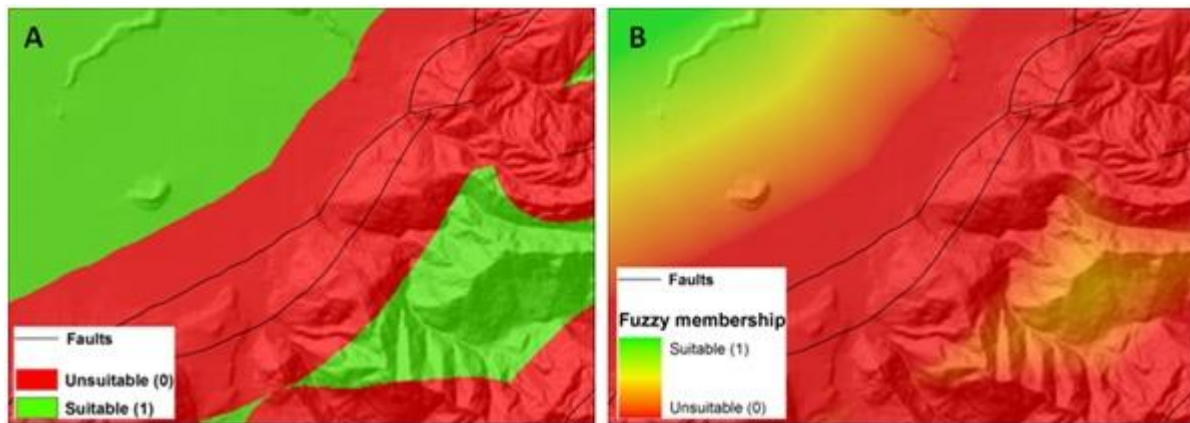 A
Faults
Unsuitable (0)
Suitable (1)
B
Faults
Fuzzy membership
Suitable (1)
Unsuitable (0)